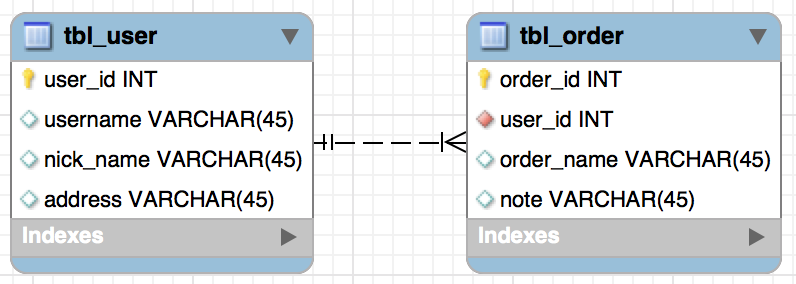 tbl_user
user_id INT
username VARCHAR(45)
nick_name VARCHAR(45)
address VARCHAR(45)
Indexes
tbl_order
order_id INT
user_id INT
order_name VARCHAR(45)
note VARCHAR(45)
Indexes